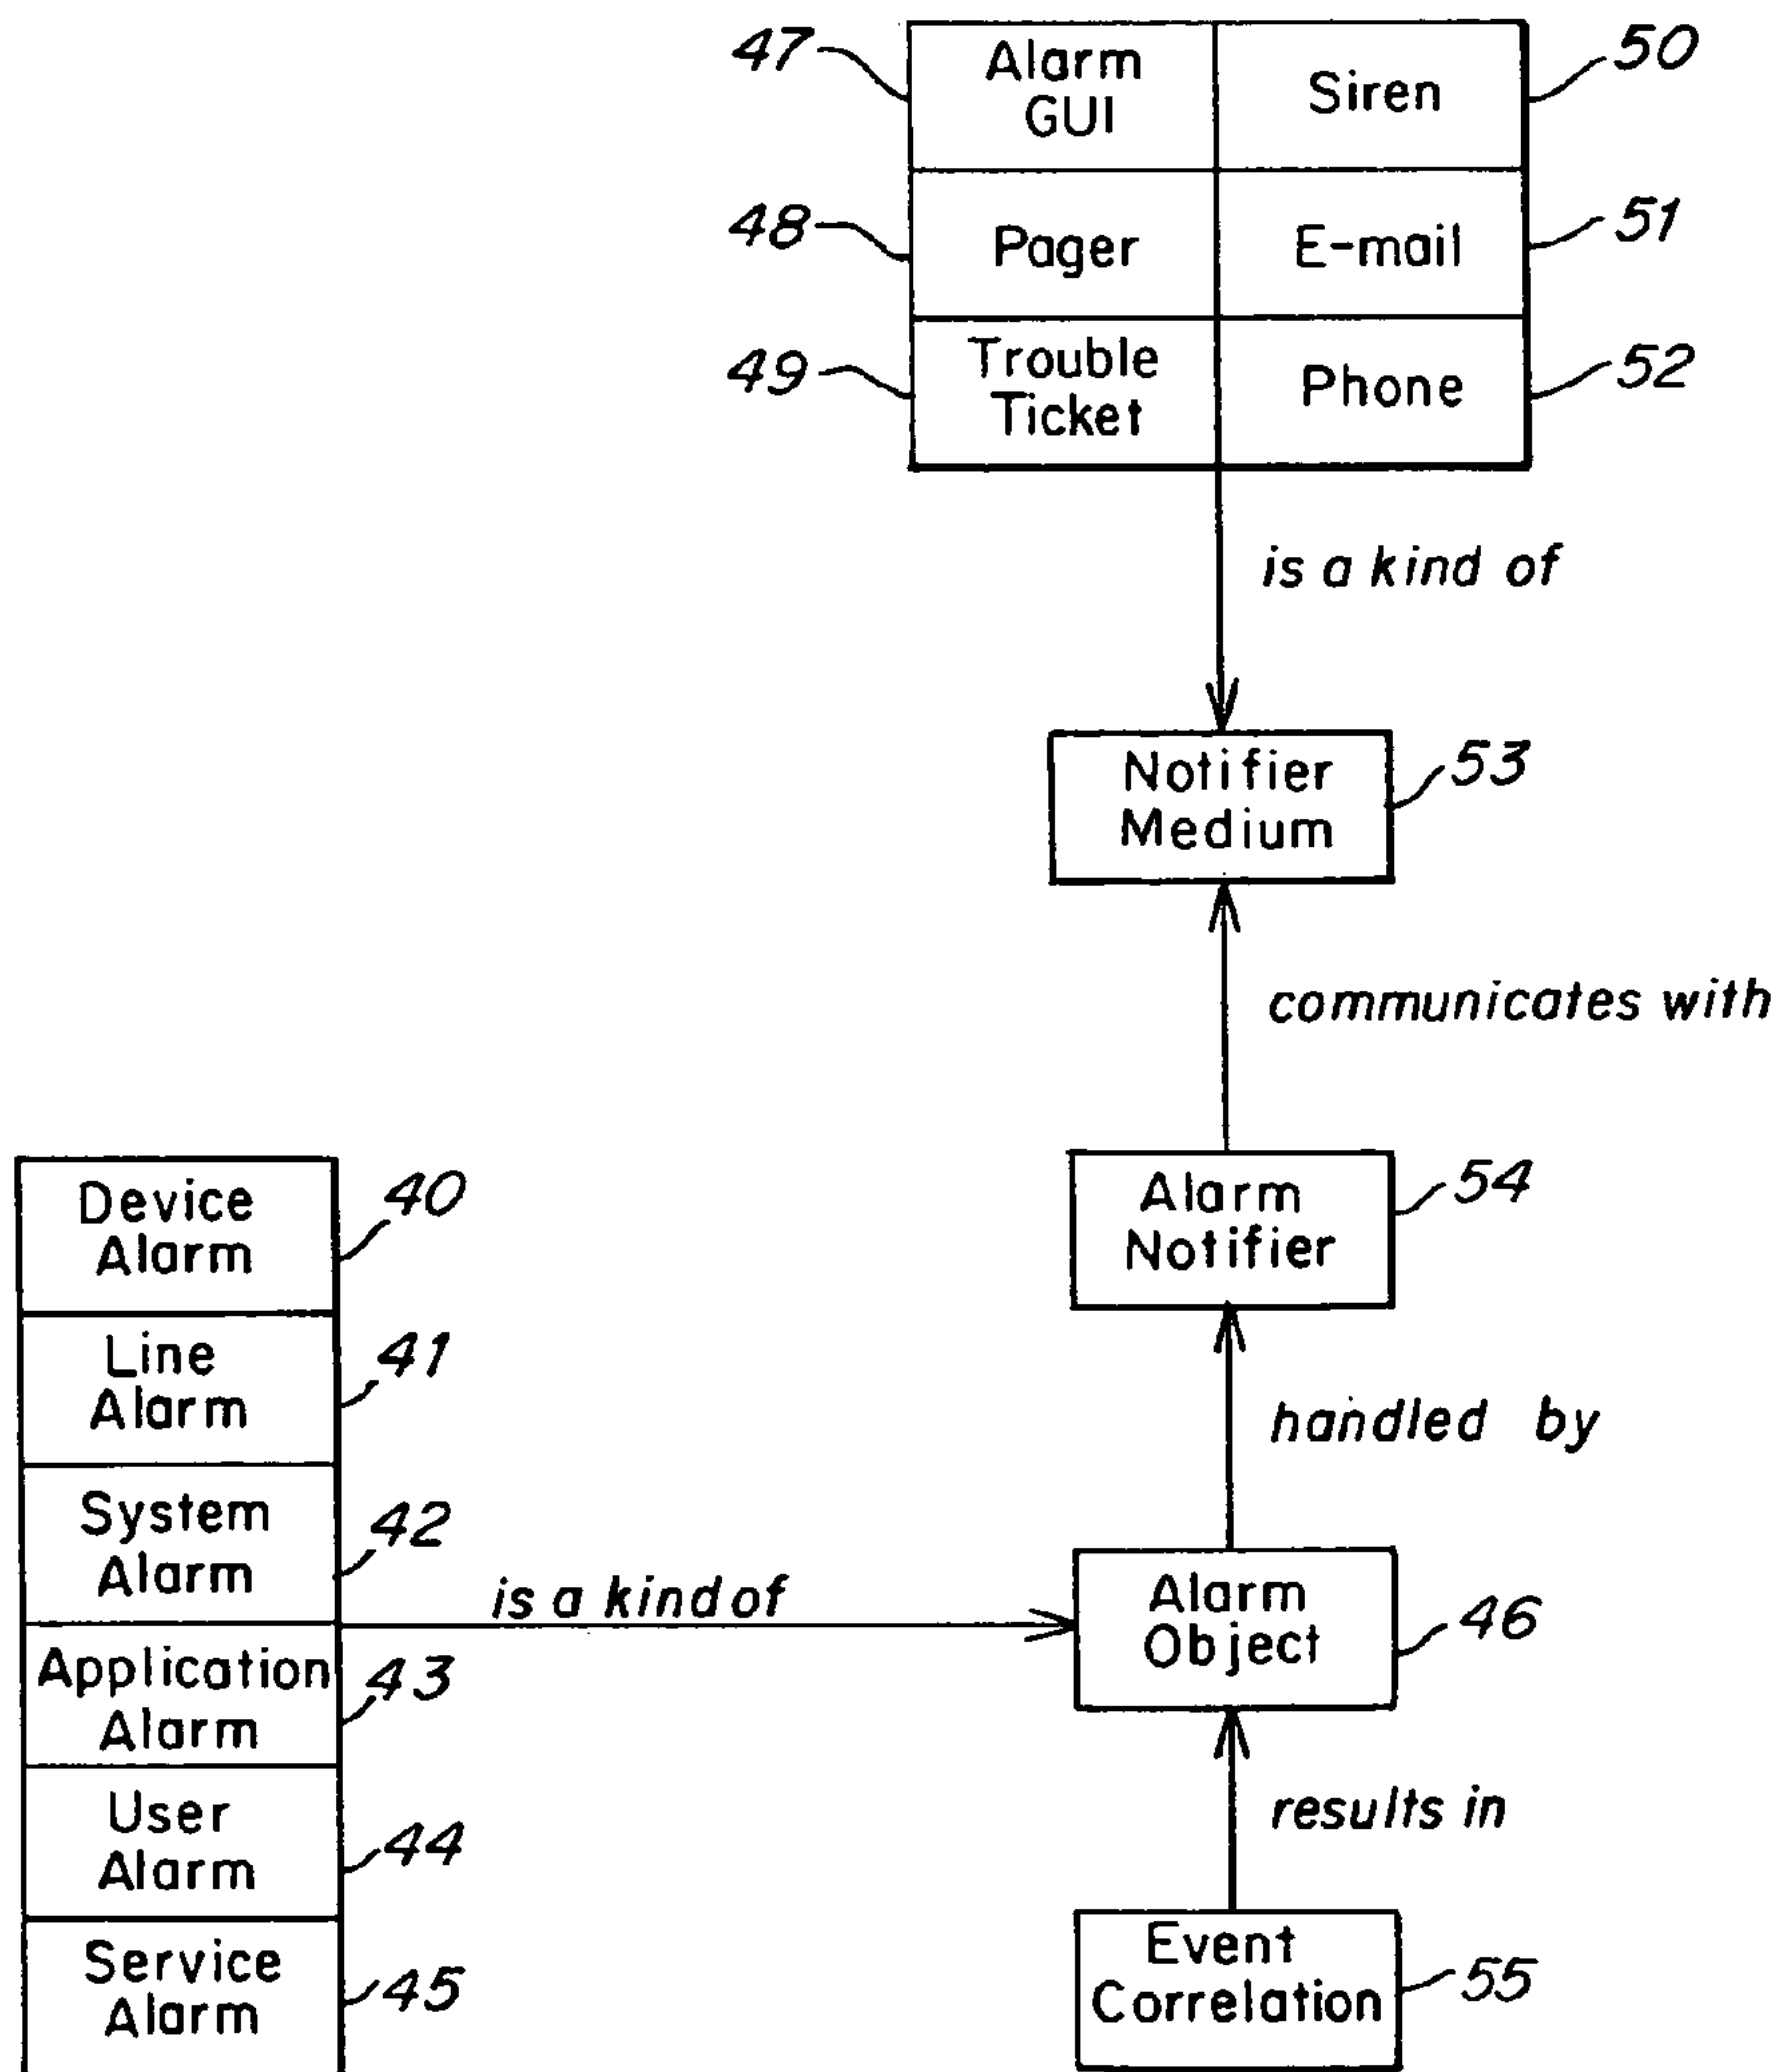 47
Alarm
GUI
Siren
50
48
Pager
E-mail
51
49
Trouble
Ticket
Phone
52
is a kind of
Notifier
Medium
53
communicates with
Alarm
Notifier
54
handled by
Device
Alarm
40
Line
Alarm
41
System
Alarm
42
Application
Alarm
43
User
Alarm
44
Service
Alarm
45
is a kind of
Alarm
Object
46
results in
Event
Correlation
55